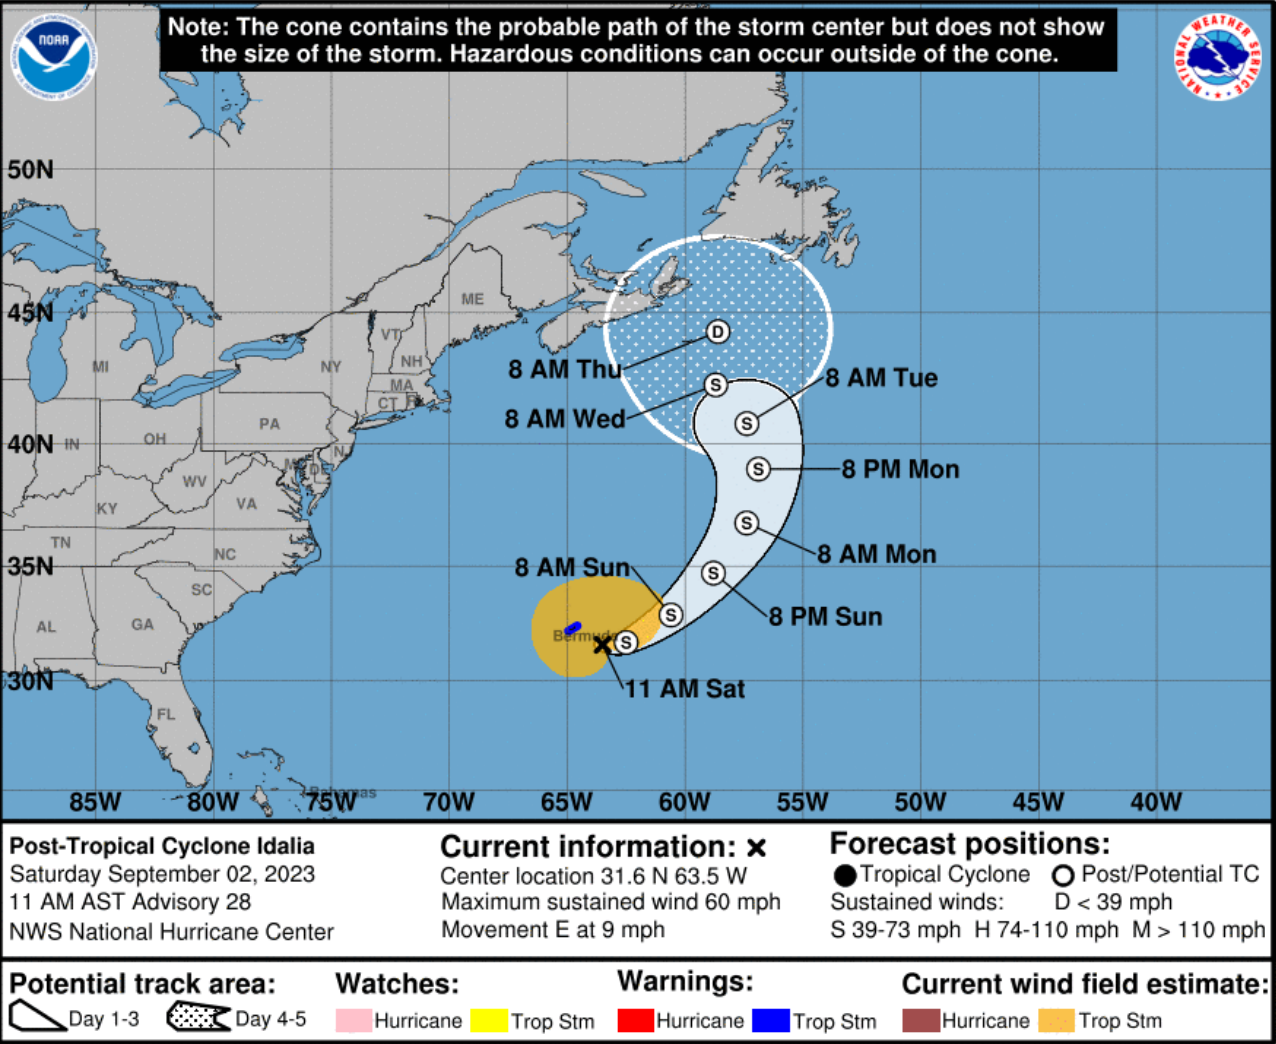 Note: The cone contains the probable path of the storm center but does not show
the size of the storm. Hazardous conditions can occur outside of the cone.
NOAA
NATIONAL WEATHER SERVICE
50N
45N
40N
35N
30N
ME
VT
NH
MA
CT
NY
MI
PA
OH
IN
WV
VA
KY
TN
NC
SC
AL
GA
FL
DE
8 AM Thu
D
8 AM Wed
S
8 AM Tue
S
8 PM Mon
S
8 AM Mon
S
8 PM Sun
S
8 AM Sun
S
S
Bermuda
11 AM Sat
Bahamas
85W 80W 75W 70W 65W 60W 55W 50W 45W 40W
Post-Tropical Cyclone Idalia
Saturday September 02, 2023
11 AM AST Advisory 28
NWS National Hurricane Center
Current information: x
Center location 31.6 N 63.5 W
Maximum sustained wind 60 mph
Movement E at 9 mph
Forecast positions:
Tropical Cyclone Post/Potential TC
Sustained winds: D < 39 mph
S 39-73 mph H 74-110 mph M > 110 mph
Potential track area:
Day 1-3 Day 4-5
Watches:
Hurricane Trop Stm
Warnings:
Hurricane Trop Stm
Current wind field estimate:
Hurricane Trop Stm